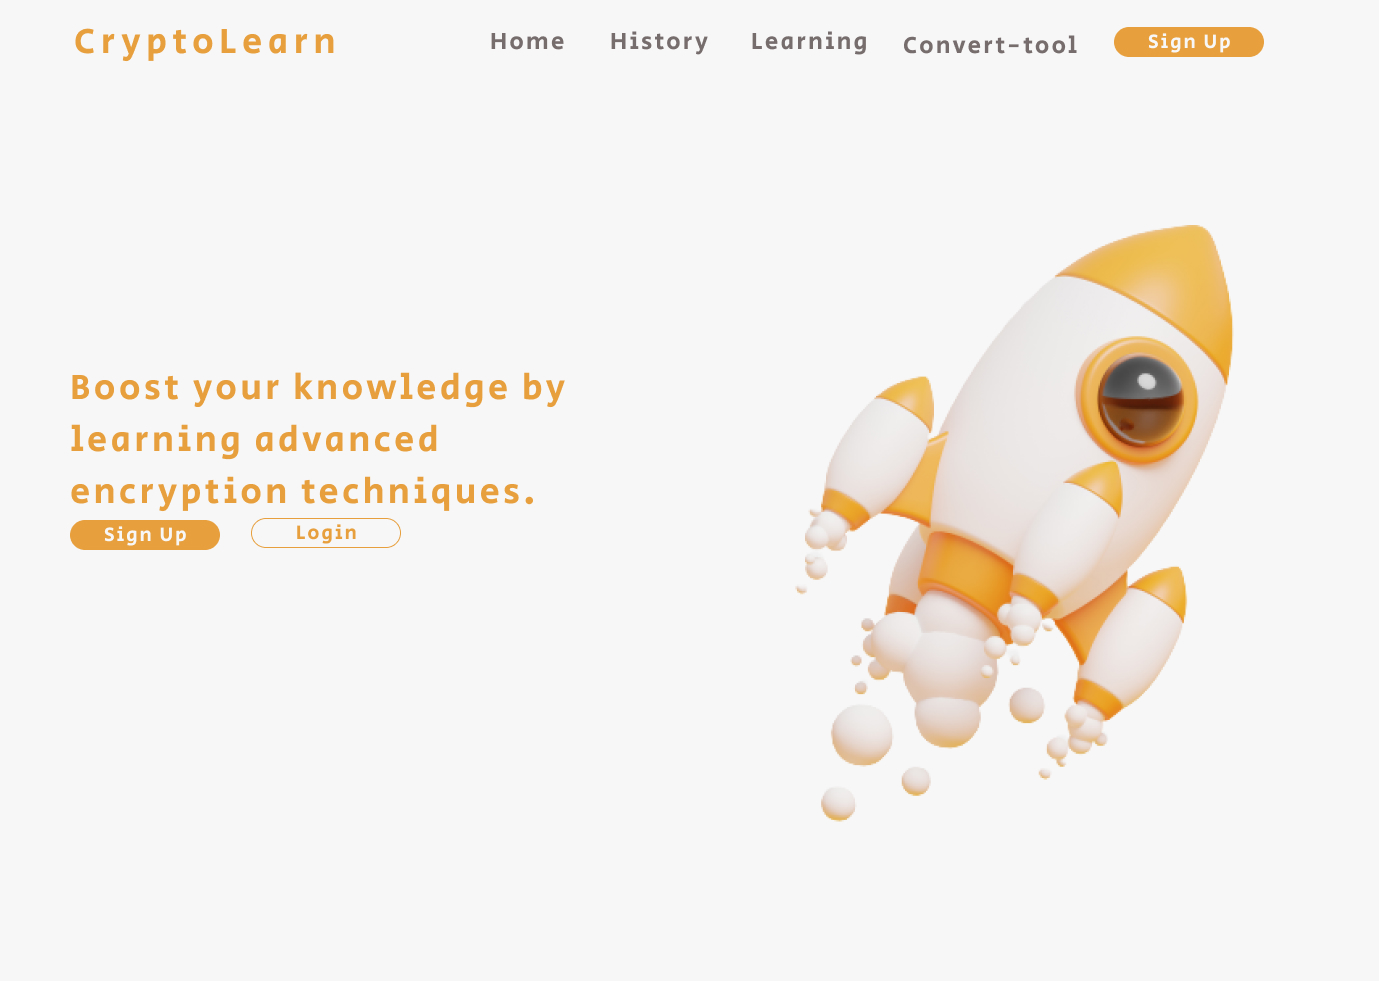 CryptoLearn
Home
History
Learning
Convert-tool
Sign Up
Boost your knowledge by
learning advanced
encryption techniques.
Sign Up
Login